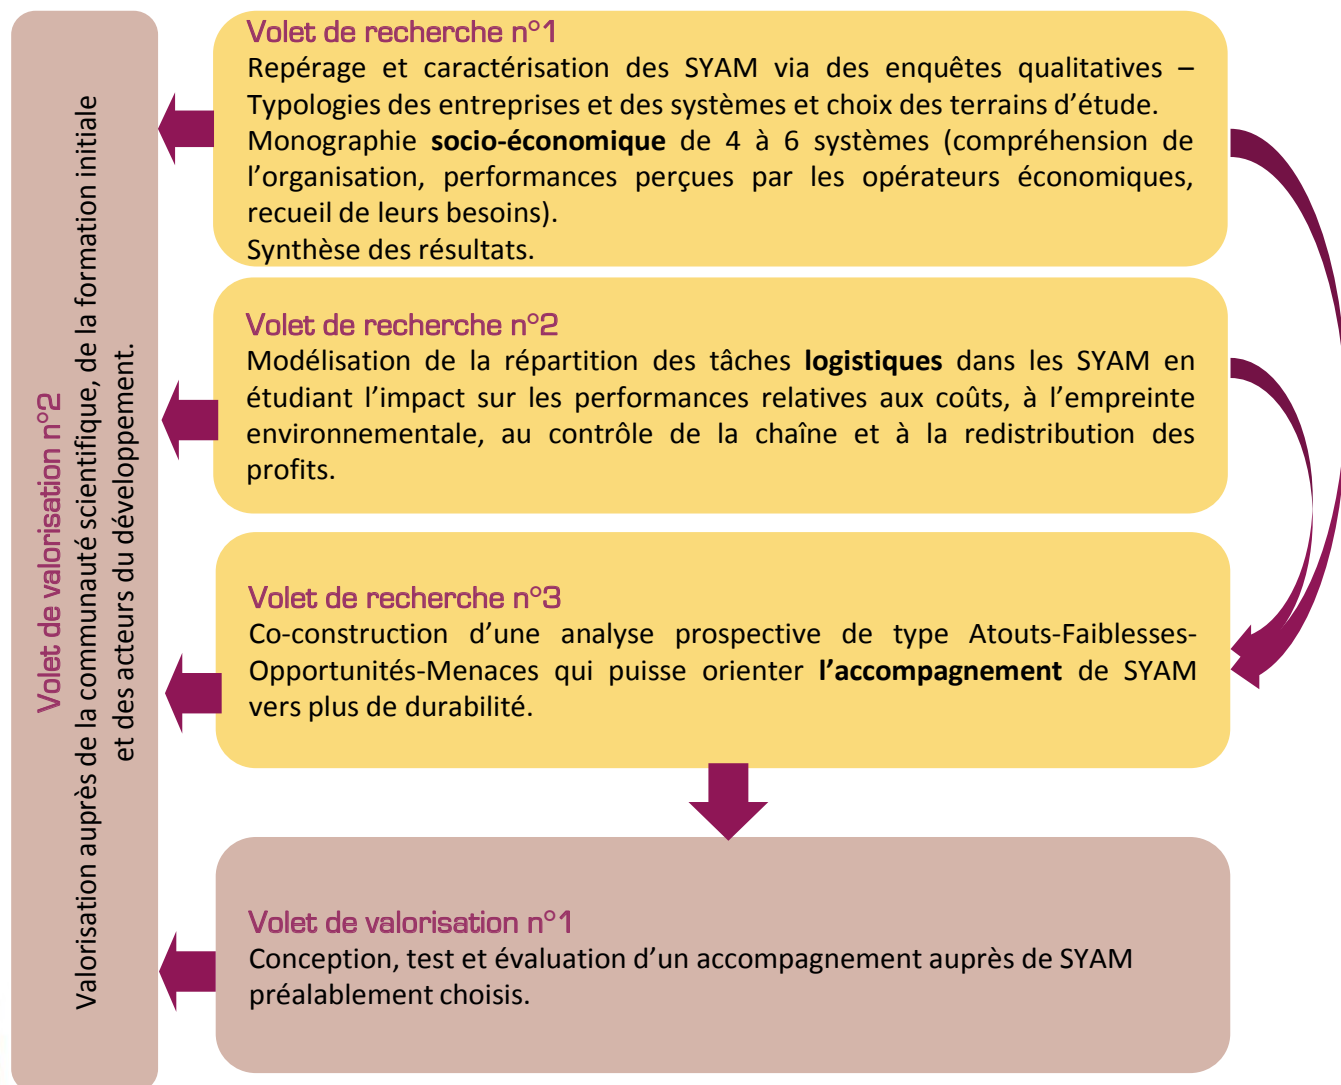 Volet de valorisation n°2
Valorisation auprès de la communauté scientifique, de la formation initiale
et des acteurs du développement.
Volet de recherche n°1
Repérage et caractérisation des SYAM via des enquêtes qualitatives –
Typologies des entreprises et des systèmes et choix des terrains d’étude.
Monographie socio-économique de 4 à 6 systèmes (compréhension de
l’organisation, performances perçues par les opérateurs économiques,
recueil de leurs besoins).
Synthèse des résultats.
Volet de recherche n°2
Modélisation de la répartition des tâches logistiques dans les SYAM en
étudiant l’impact sur les performances relatives aux coûts, à l’empreinte
environnementale, au contrôle de la chaîne et à la redistribution des
profits.
Volet de recherche n°3
Co-construction d’une analyse prospective de type Atouts-Faiblesses-
Opportunités-Menaces qui puisse orienter l’accompagnement de SYAM
vers plus de durabilité.
Volet de valorisation n°1
Conception, test et évaluation d’un accompagnement auprès de SYAM
préalablement choisis.